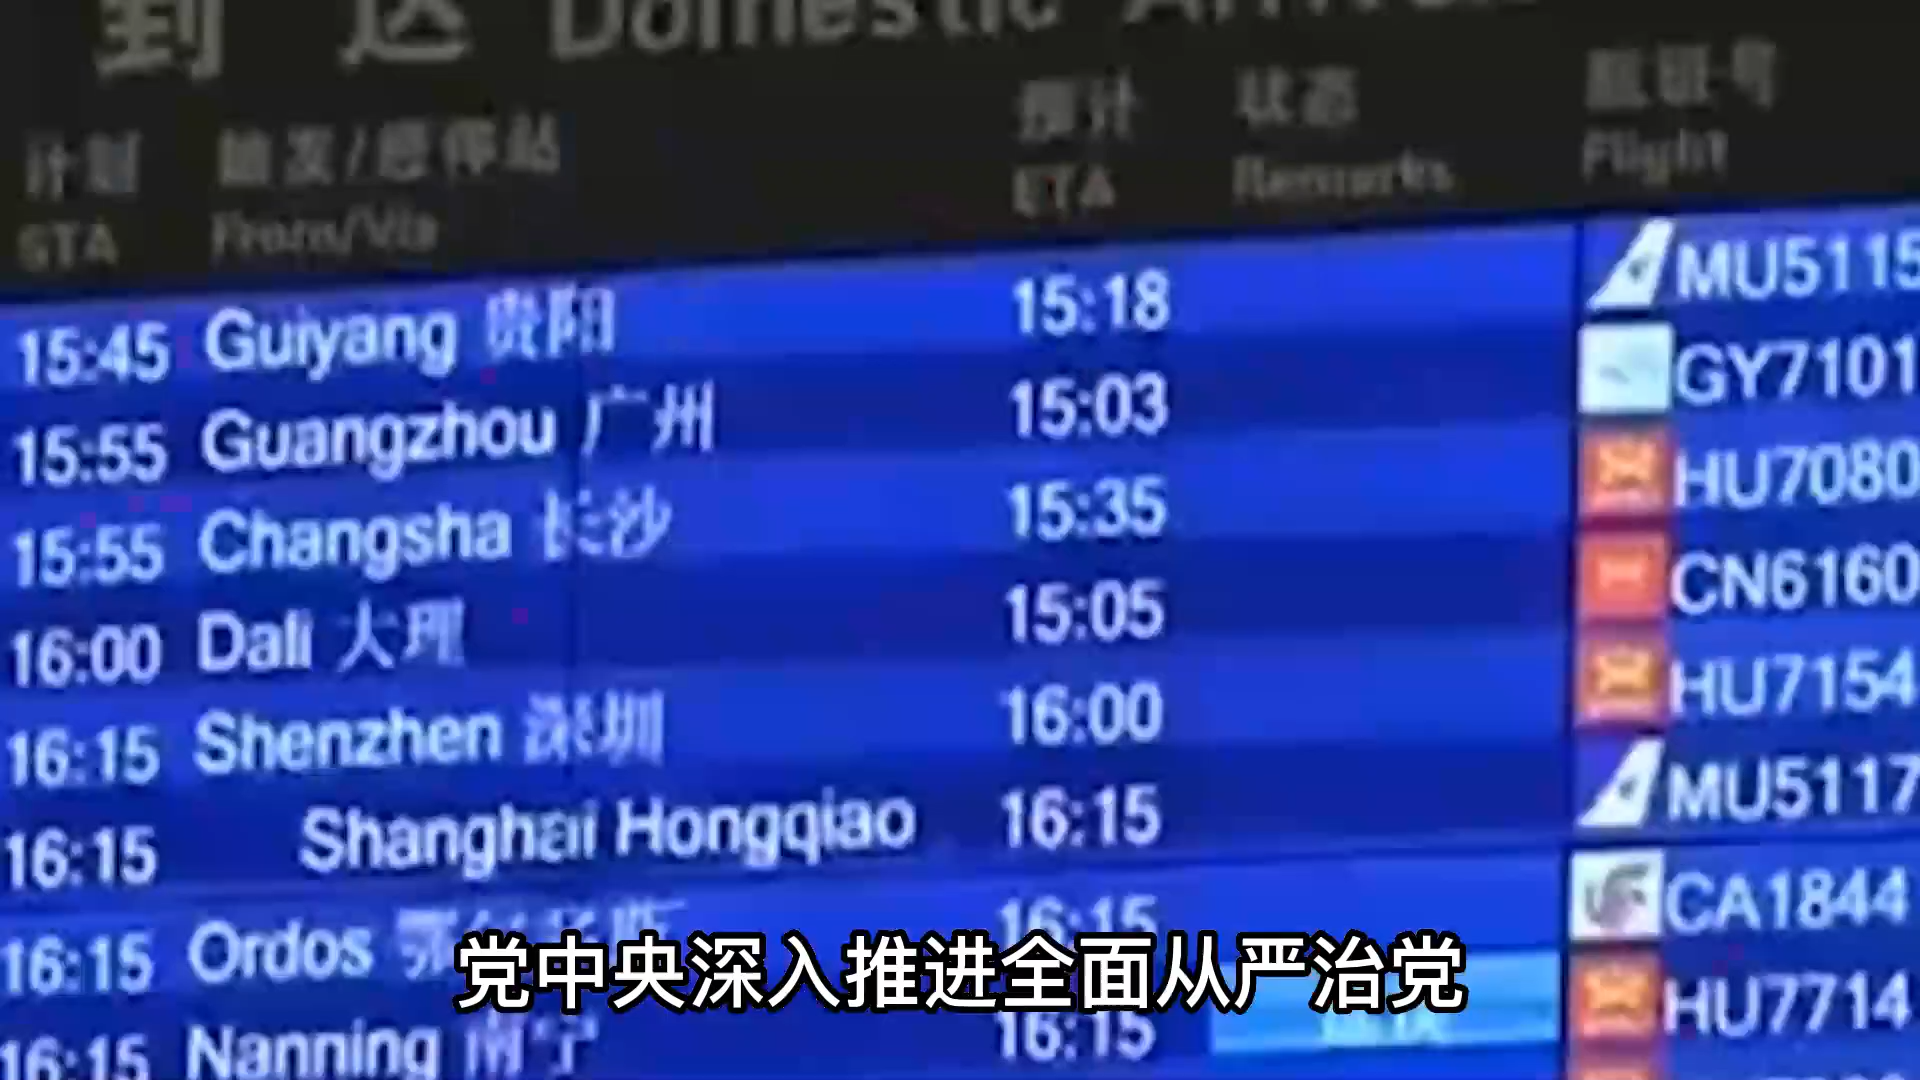 到 达 Domestic
计划 出发/经停站 预计 状态 航班号
STA From/Via ETA Remarks Flight
15:45 Guiyang 贵阳 15:18 MU5115
15:55 Guangzhou 广州 15:03 GY7101
15:55 Changsha 长沙 15:35 HU7080
16:00 Dali 大理 15:05 CN6160
16:15 Shenzhen 深圳 16:00 HU7154
16:15 Shanghai Hongqiao 16:15 MU5117
16:15 Ordos 16:15 CA1844
16:15 Nanning 南宁 16:15 HU7714
党中央深入推进全面从严治党